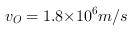 v_O = 1.8×10^6 m/s